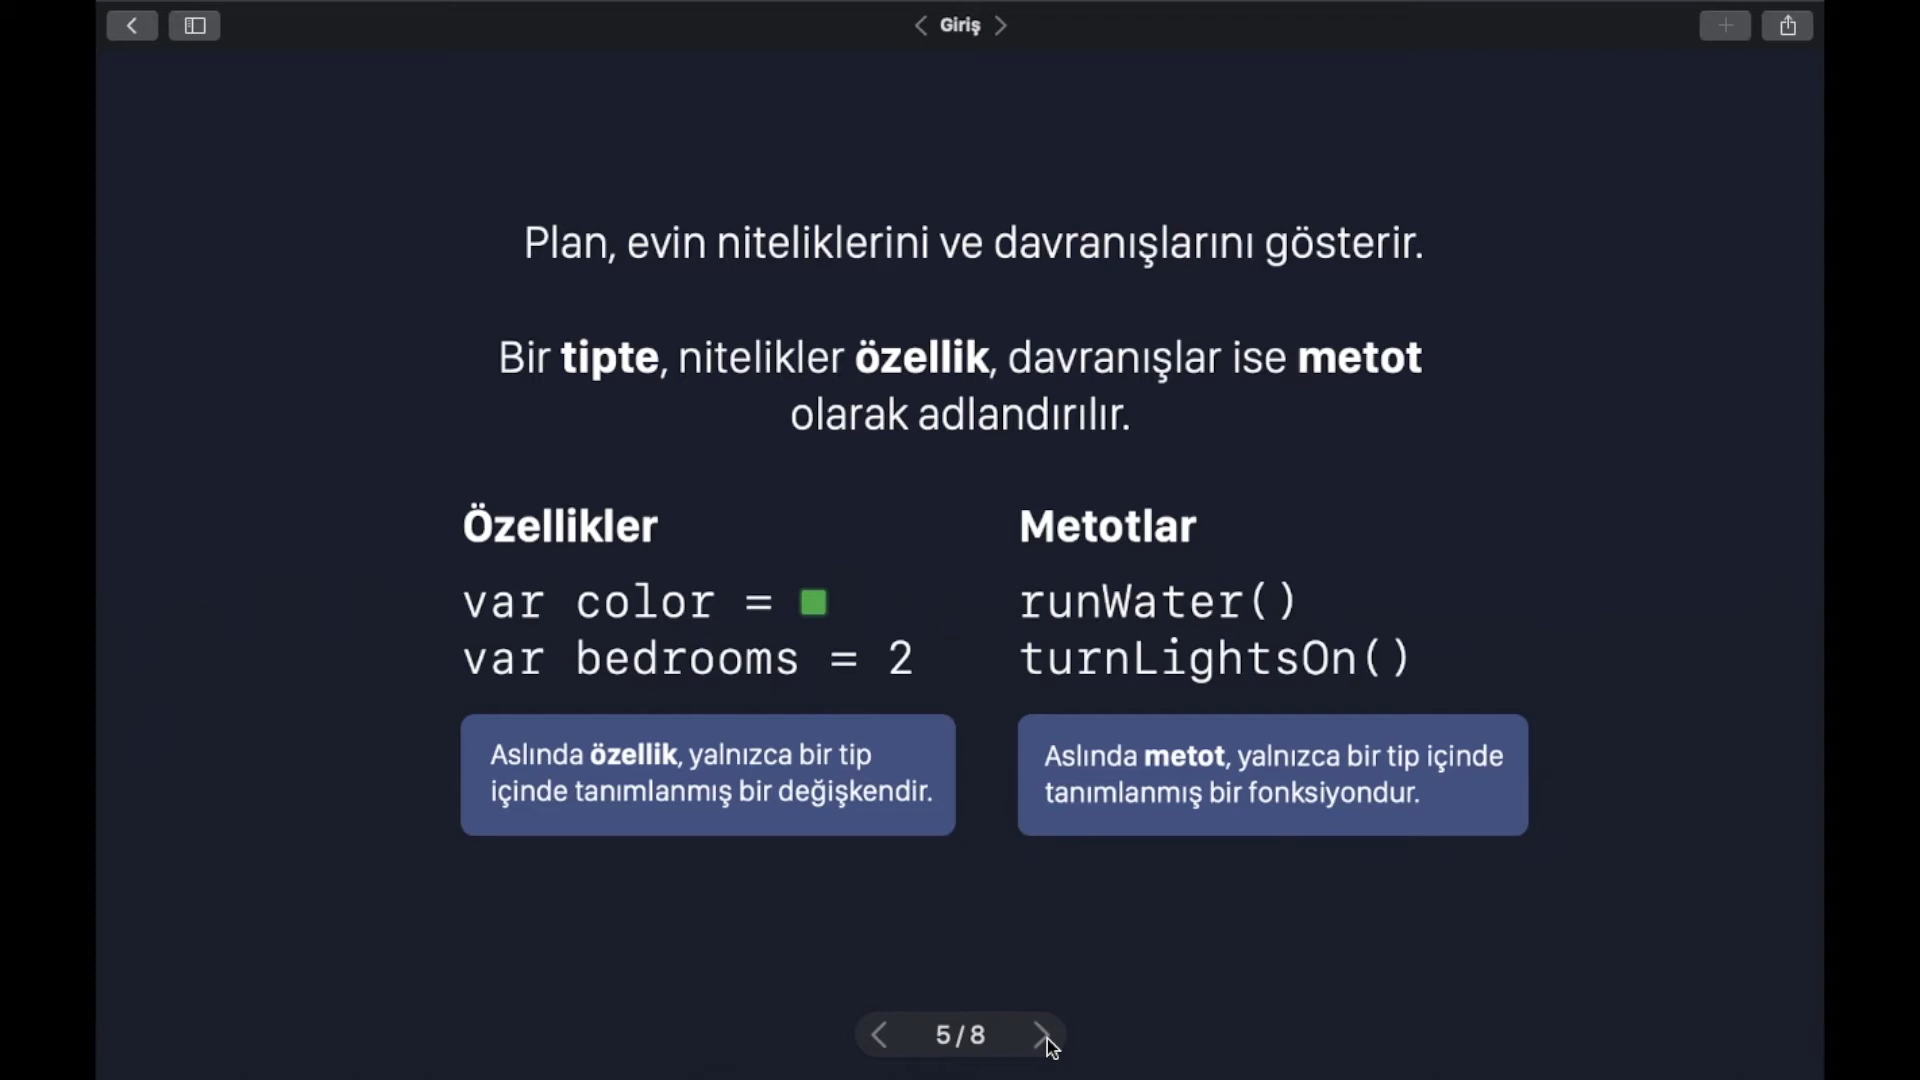 Giriş
Plan, evin niteliklerini ve davranışlarını gösterir.
Bir tipte, nitelikler özellik, davranışlar ise metot
olarak adlandırılır.
Özellikler
var color =
var bedrooms = 2
Aslında özellik, yalnızca bir tip
içinde tanımlanmış bir değişkendir.
Metotlar
runWater()
turnLightsOn()
Aslında metot, yalnızca bir tip içinde
tanımlanmış bir fonksiyondur.
5 / 8